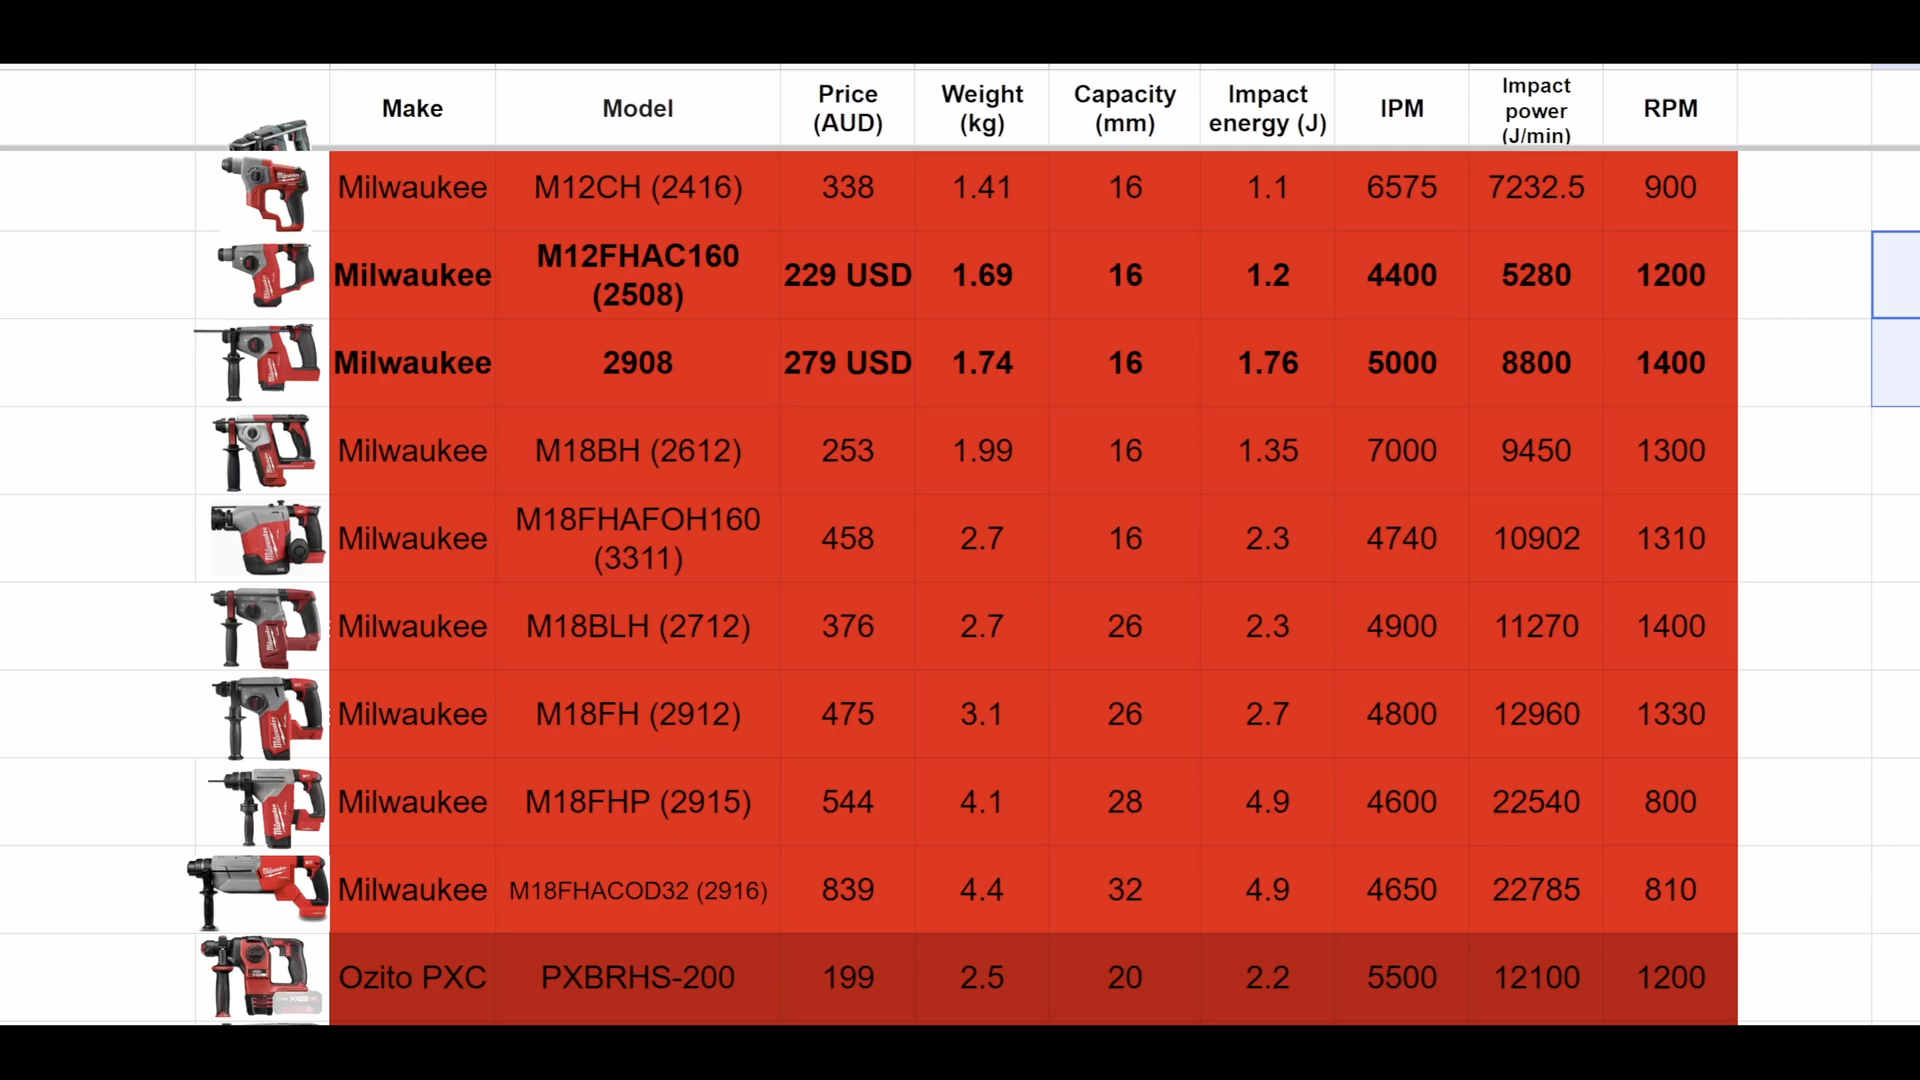 Make Model Price (AUD) Weight (kg) Capacity (mm) Impact energy (J) IPM Impact power (J/min) RPM
Milwaukee M12CH (2416) 338 1.41 16 1.1 6575 7232.5 900
Milwaukee M12FHAC160 (2508) 229 USD 1.69 16 1.2 4400 5280 1200
Milwaukee 2908 279 USD 1.74 16 1.76 5000 8800 1400
Milwaukee M18BH (2612) 253 1.99 16 1.35 7000 9450 1300
Milwaukee M18FHAFOH160 (3311) 458 2.7 16 2.3 4740 10902 1310
Milwaukee M18BLH (2712) 376 2.7 26 2.3 4900 11270 1400
Milwaukee M18FH (2912) 475 3.1 26 2.7 4800 12960 1330
Milwaukee M18FHP (2915) 544 4.1 28 4.9 4600 22540 800
Milwaukee M18FHACOD32 (2916) 839 4.4 32 4.9 4650 22785 810
Ozito PXC PXBRHS-200 199 2.5 20 2.2 5500 12100 1200